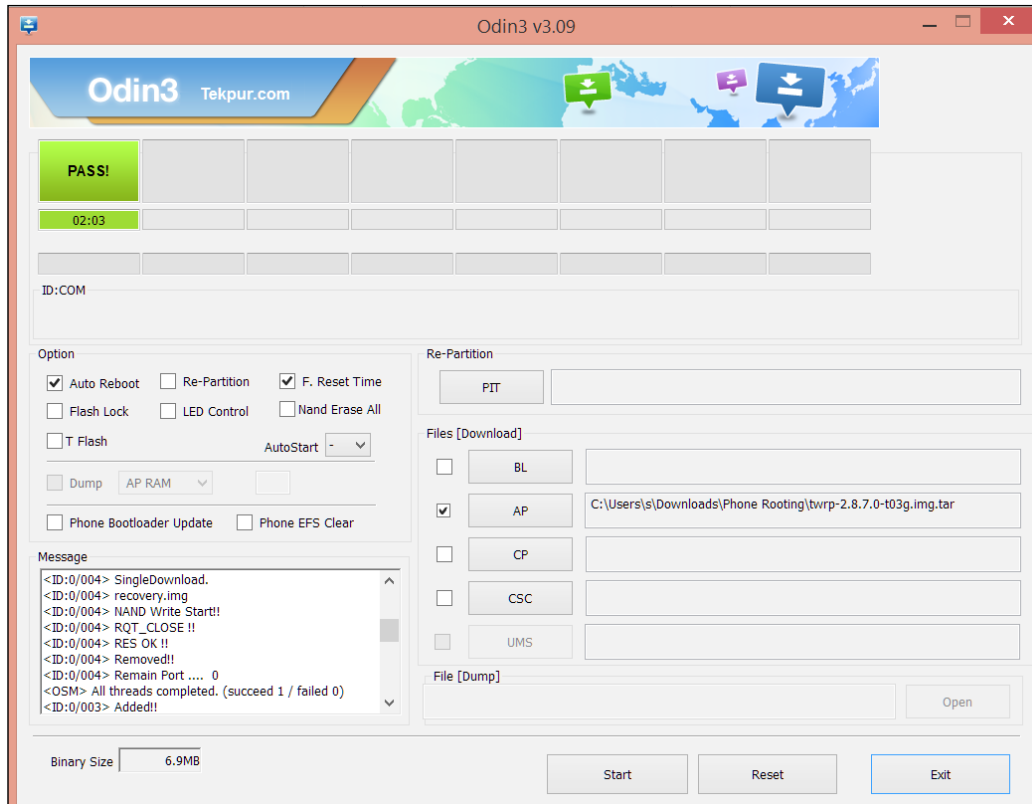 Odin3 v3.09
Odin3 Tekpur.com
PASS!
02:03
ID:COM
Option
Auto Reboot Re-Partition F. Reset Time
Flash Lock LED Control Nand Erase All
T Flash AutoStart -
Dump AP RAM
Phone Bootloader Update Phone EFS Clear
Message
<ID:0/004> SingleDownload.
<ID:0/004> recovery.img
<ID:0/004> NAND Write Start!!
<ID:0/004> RQT_CLOSE !!
<ID:0/004> RES OK !!
<ID:0/004> Removed!!
<ID:0/004> Remain Port .... 0
<OSM> All threads completed. (succeed 1 / failed 0)
<ID:0/003> Added!!
Re-Partition
PIT
Files [Download]
BL
AP C:\Users\s\Downloads\Phone Rooting\twrp-2.8.7.0-t03g.img.tar
CP
CSC
UMS
File [Dump]
Open
Binary Size 6.9MB
Start Reset Exit